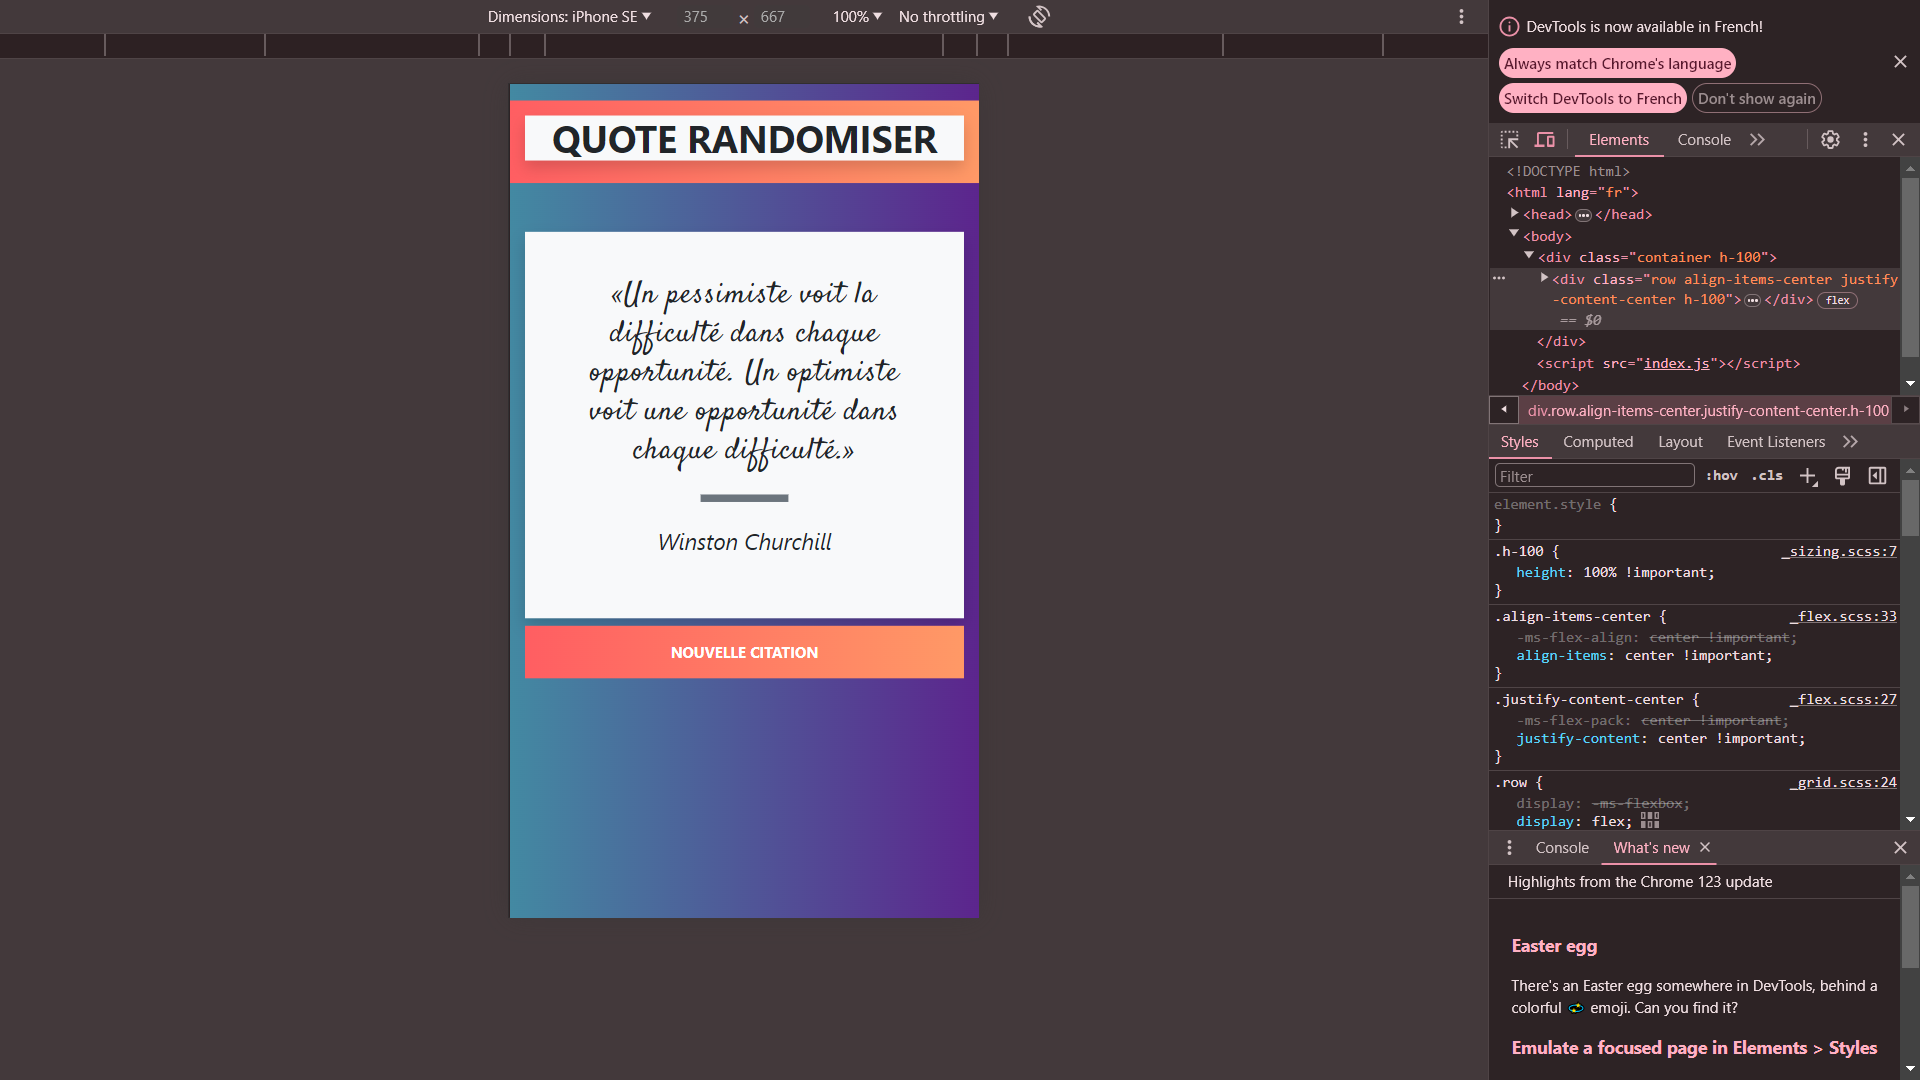 Dimensions: iPhone SE ▼ 375 × 667 100% ▼ No throttling ▼
QUOTE RANDOMISER
«Un pessimiste voit la
difficulté dans chaque
opportunité. Un optimiste
voit une opportunité dans
chaque difficulté.»
Winston Churchill
NOUVELLE CITATION
DevTools is now available in French!
Always match Chrome's language
Switch DevTools to French Don't show again
Elements Console
<!DOCTYPE html>
<html lang="fr">
<head> ••• </head>
<body>
<div class="container h-100">
<div class="row align-items-center justify
-content-center h-100"> ••• </div> flex
== $0
</div>
<script src="index.js"></script>
</body>
div.row.align-items-center.justify-content-center.h-100
Styles Computed Layout Event Listeners
Filter :hov .cls
element.style {
}
.h-100 { _sizing.scss:7
height: 100% !important;
}
.align-items-center { _flex.scss:33
-ms-flex-align: center !important;
align-items: center !important;
}
.justify-content-center { _flex.scss:27
-ms-flex-pack: center !important;
justify-content: center !important;
}
.row { _grid.scss:24
display: -ms-flexbox;
display: flex;
Console What's new
Highlights from the Chrome 123 update
Easter egg
There's an Easter egg somewhere in DevTools, behind a
colorful 💫 emoji. Can you find it?
Emulate a focused page in Elements > Styles